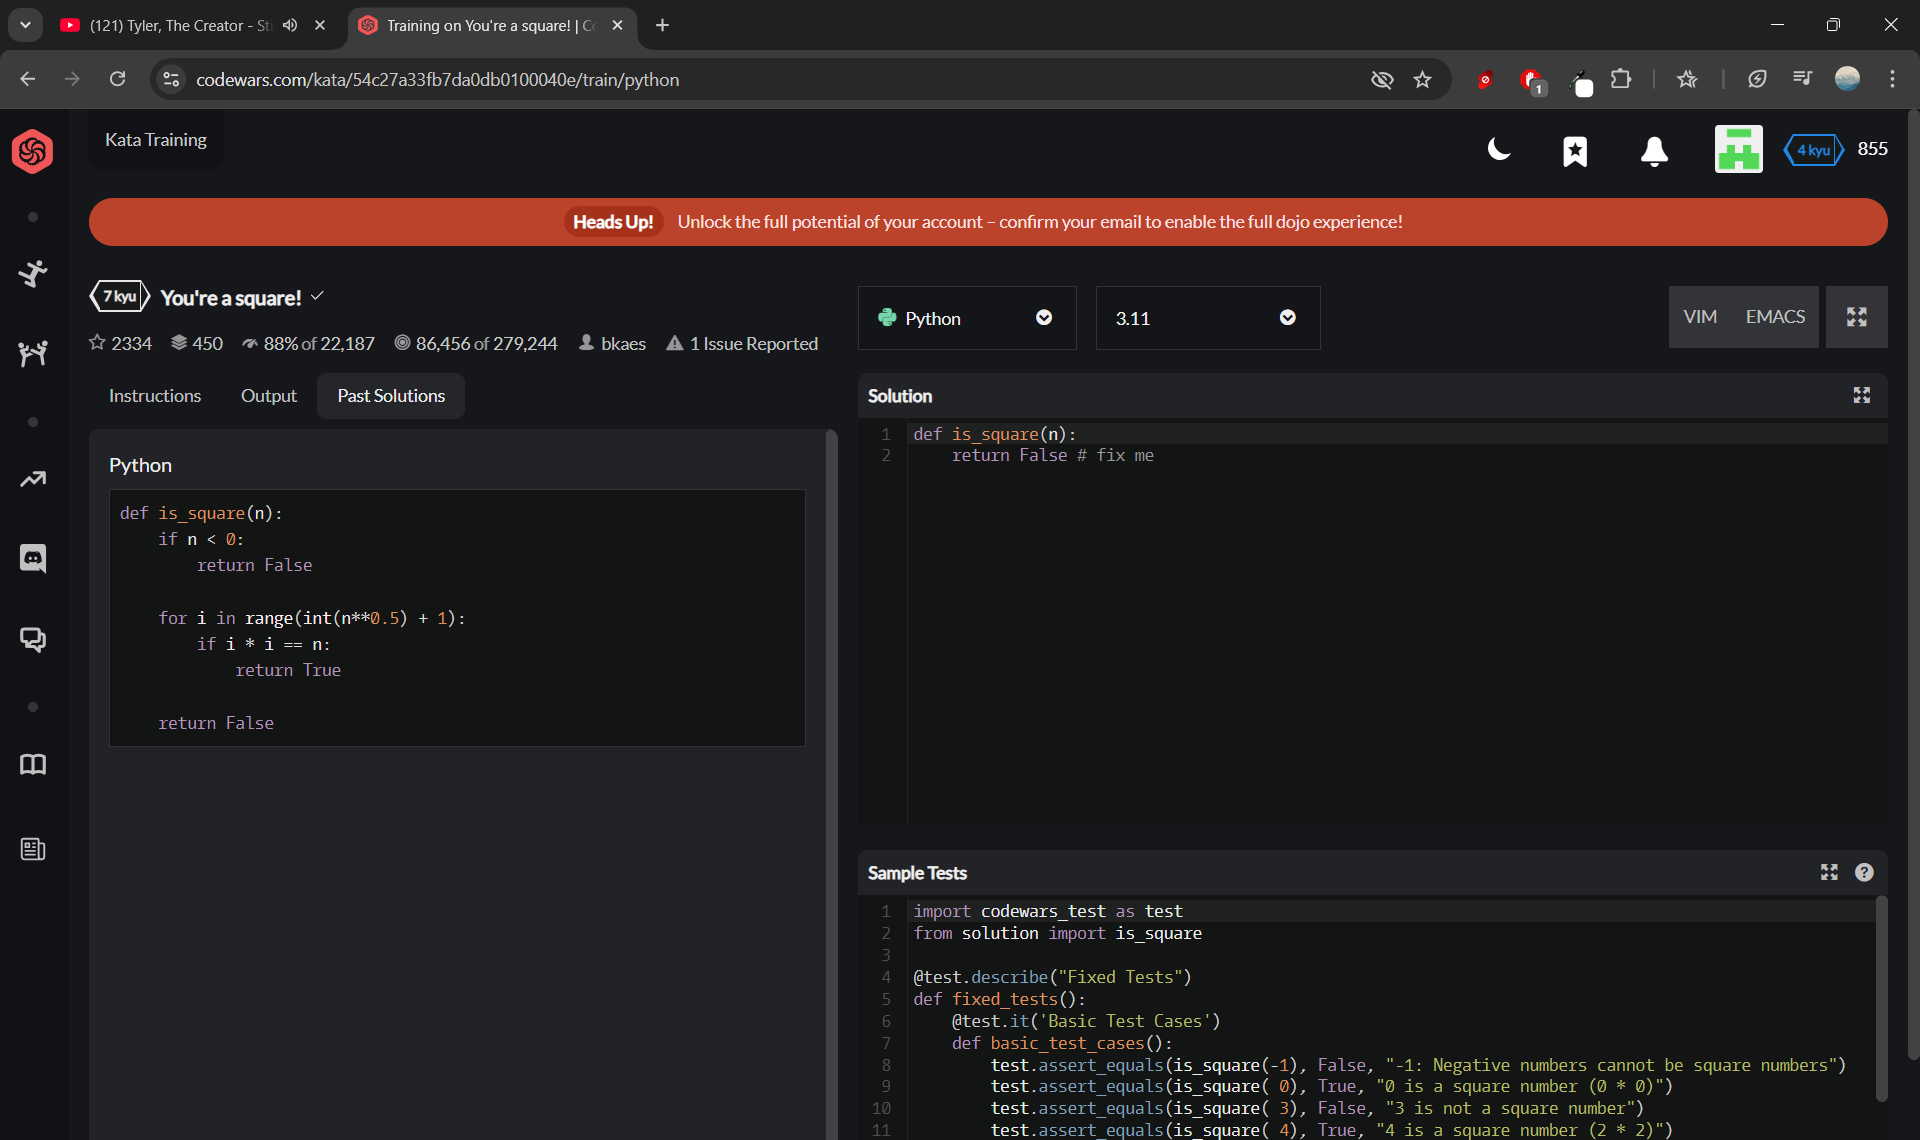 (121) Tyler, The Creator - Sti
Training on You're a square! | Co
codewars.com/kata/54c27a33fb7da0db0100040e/train/python
1
Kata Training
4 kyu
855
Heads Up! Unlock the full potential of your account – confirm your email to enable the full dojo experience!
7 kyu You're a square!
2334 450 88% of 22,187 86,456 of 279,244 bkaes 1 Issue Reported
Python
3.11
VIM EMACS
Instructions Output Past Solutions
Python
def is_square(n):
    if n < 0:
        return False

    for i in range(int(n**0.5) + 1):
        if i * i == n:
            return True

    return False
Solution
1 def is_square(n):
2     return False # fix me
Sample Tests
?
1 import codewars_test as test
2 from solution import is_square
3
4 @test.describe("Fixed Tests")
5 def fixed_tests():
6     @test.it('Basic Test Cases')
7     def basic_test_cases():
8         test.assert_equals(is_square(-1), False, "-1: Negative numbers cannot be square numbers")
9         test.assert_equals(is_square( 0), True, "0 is a square number (0 * 0)")
10         test.assert_equals(is_square( 3), False, "3 is not a square number")
11         test.assert_equals(is_square( 4), True, "4 is a square number (2 * 2)")